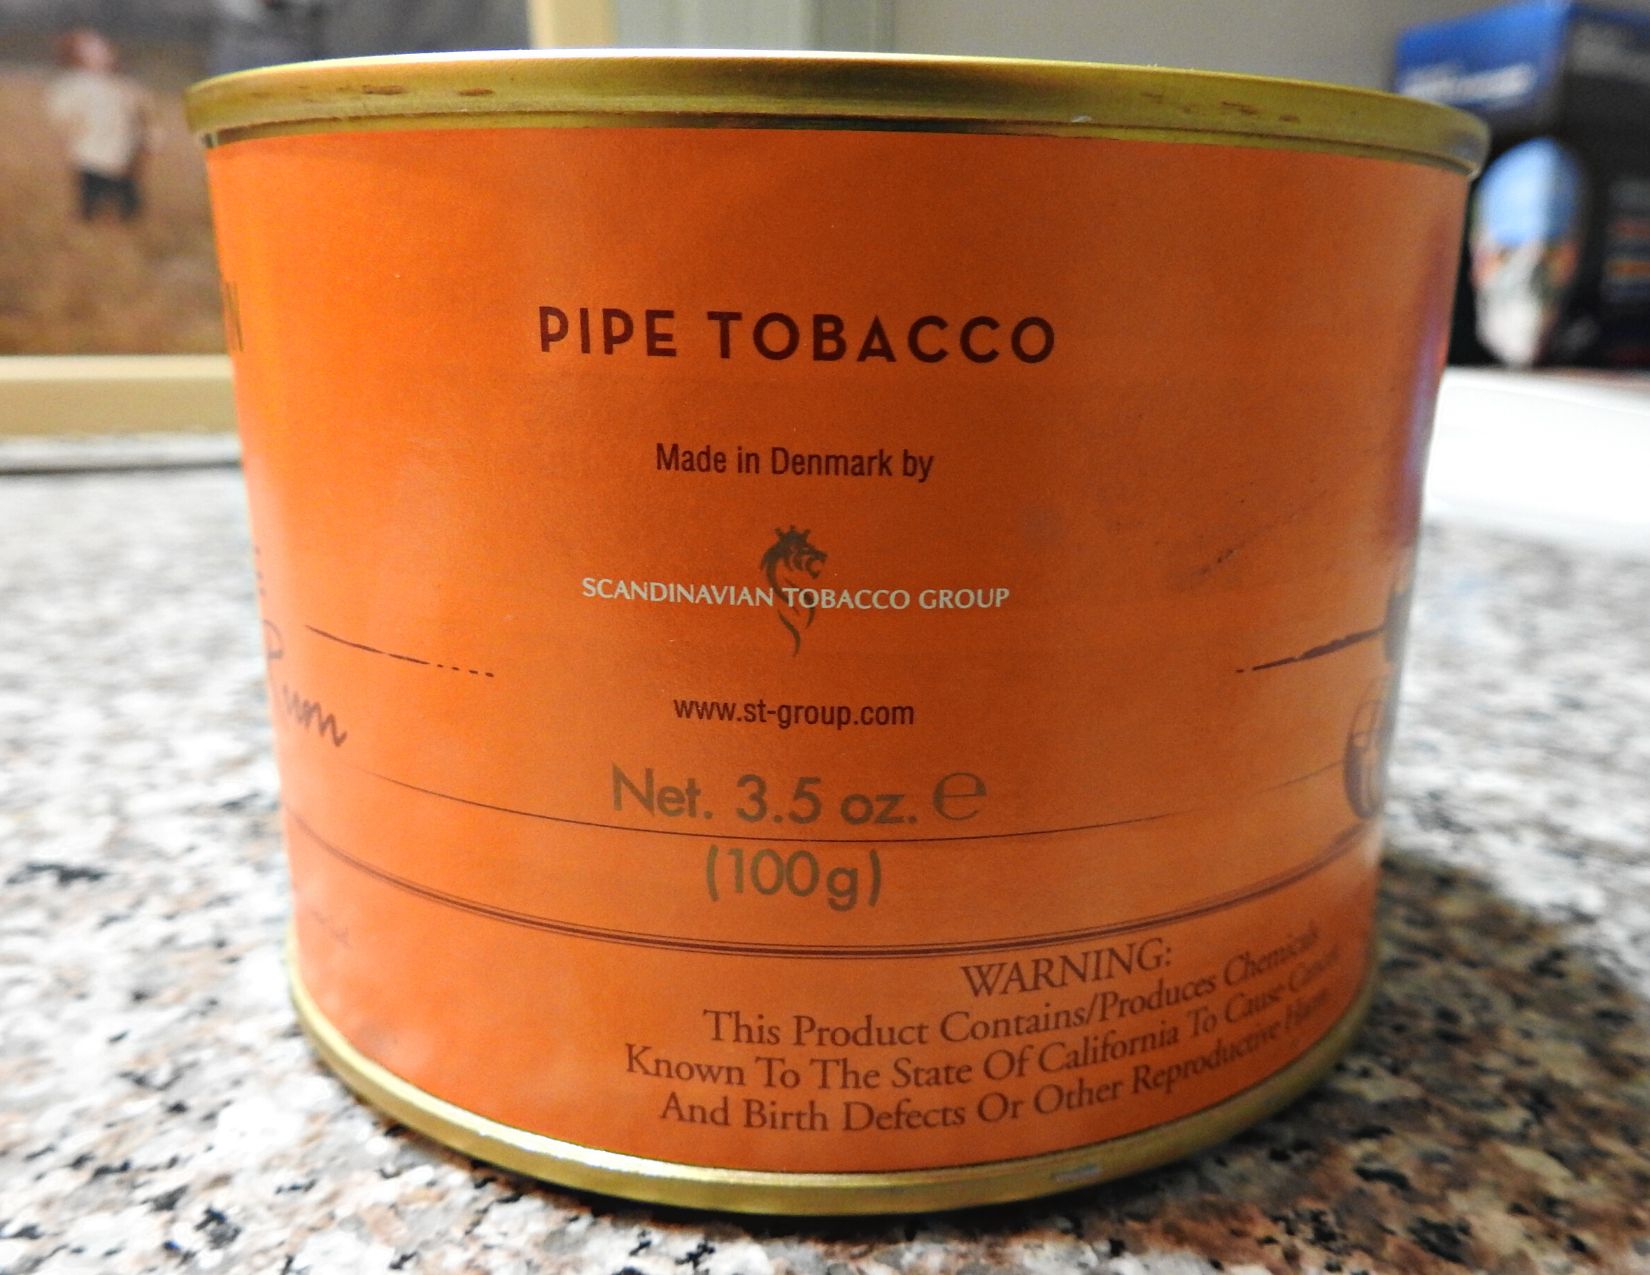 PIPE TOBACCO
Made in Denmark by
SCANDINAVIAN TOBACCO GROUP
www.st-group.com
Net. 3.5 oz. ℮
(100g)
WARNING:
This Product Contains/Produces Chemicals
Known To The State Of California To Cause Cancer
And Birth Defects Or Other Reproductive Harm